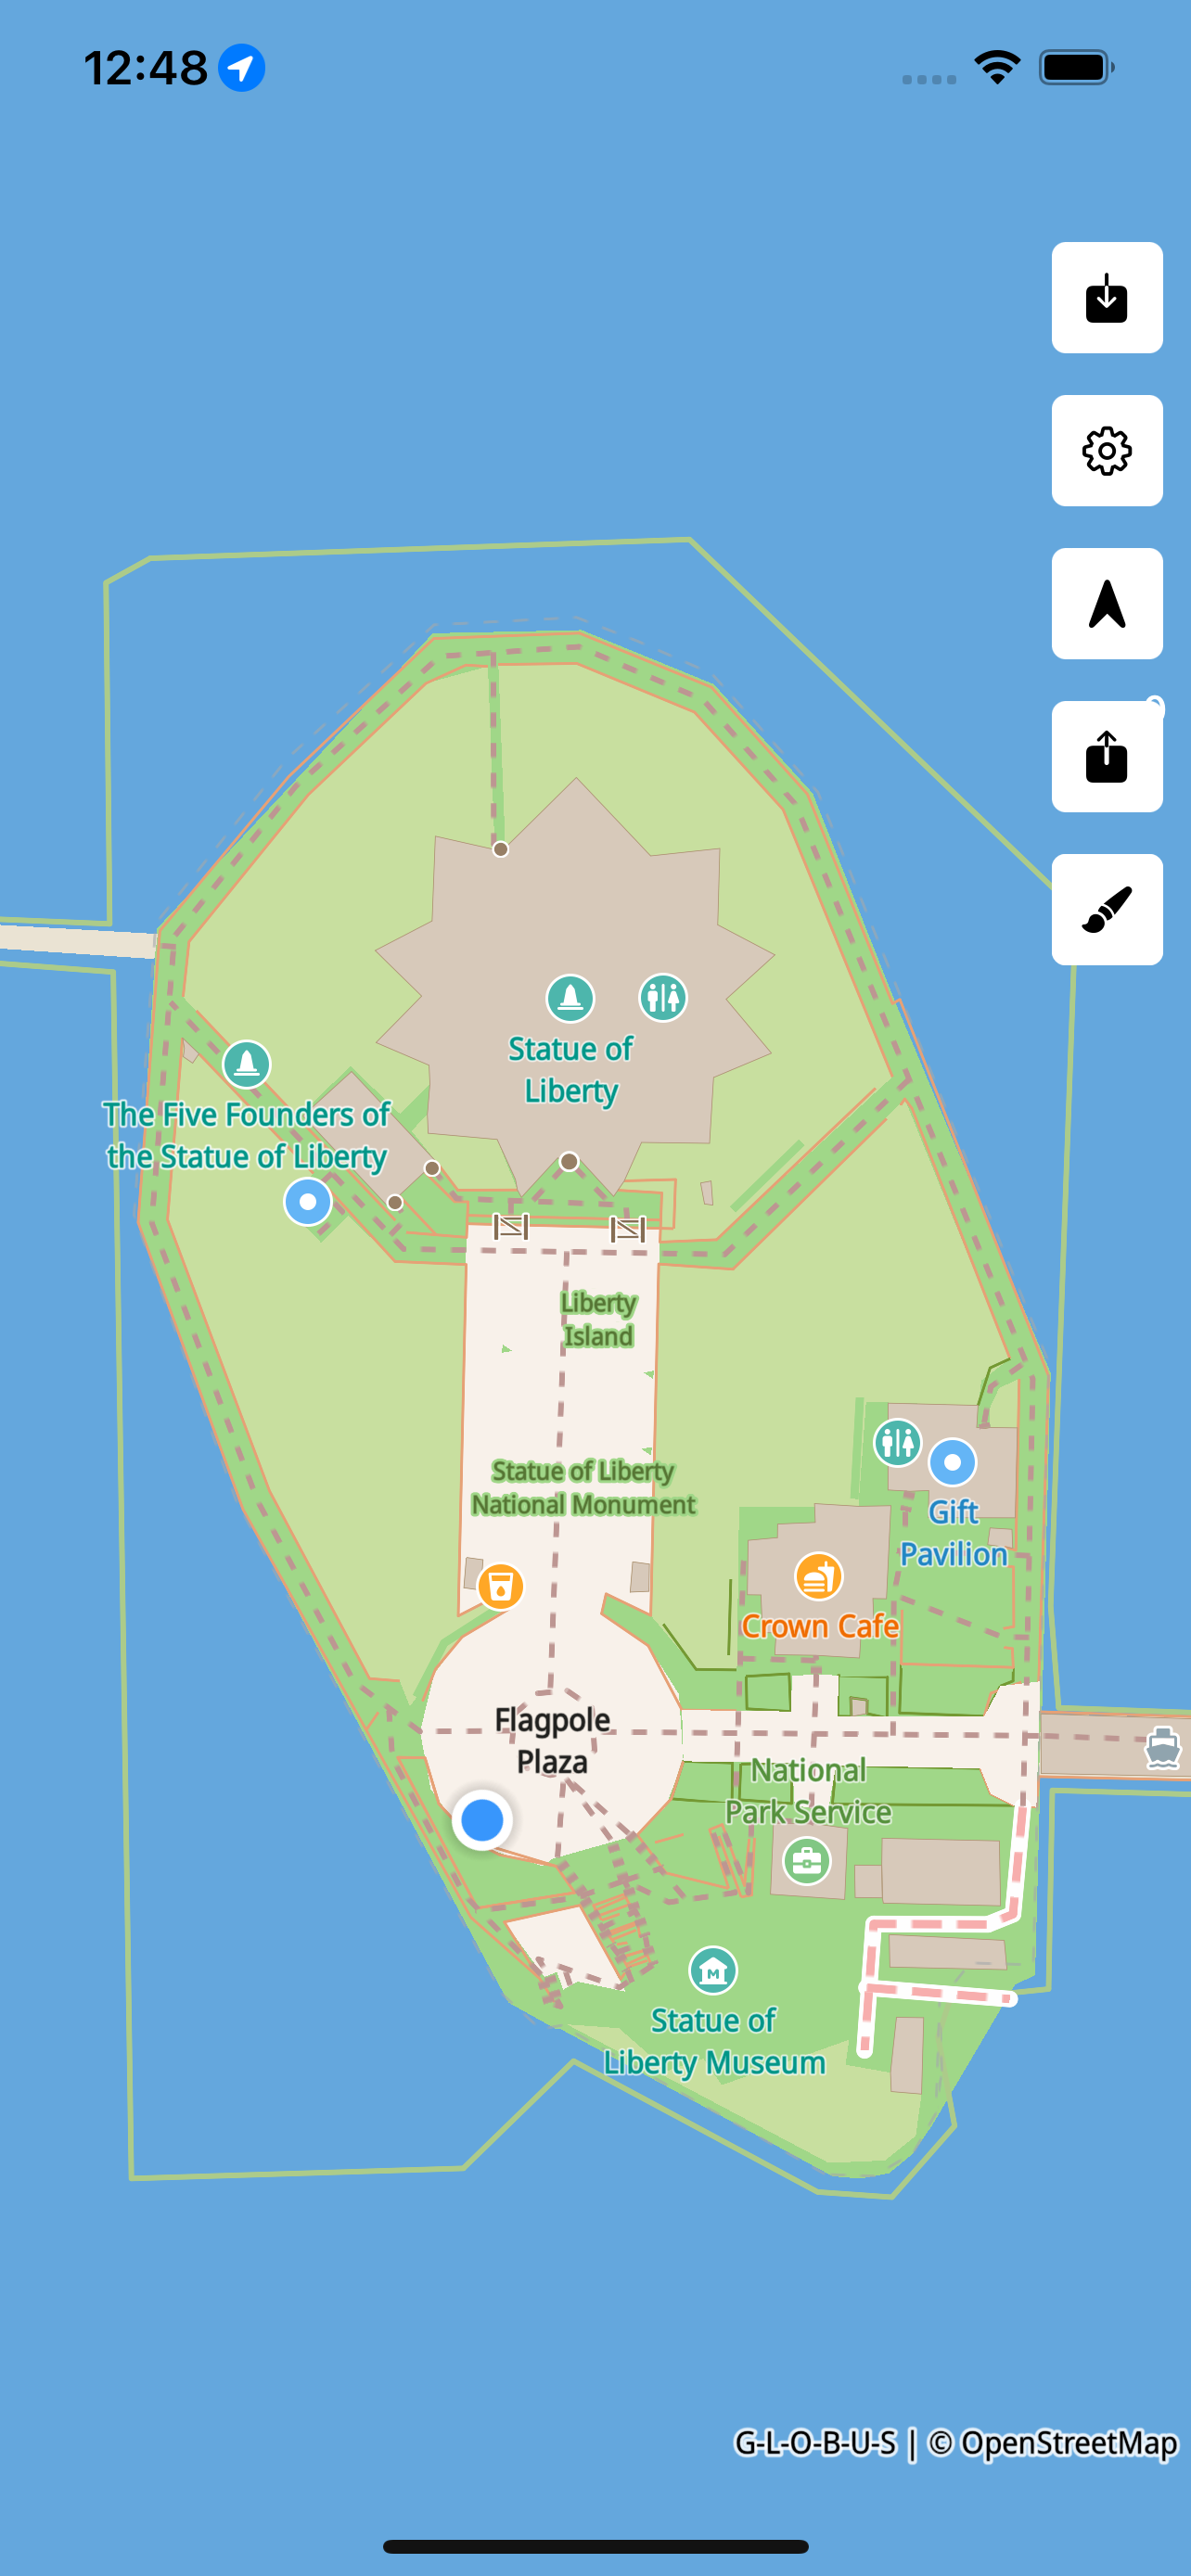 12:48
Statue of
Liberty
The Five Founders of
the Statue of Liberty
Liberty
Island
Statue of Liberty
National Monument
Gift
Pavilion
Crown Cafe
Flagpole
Plaza
National
Park Service
M
Statue of
Liberty Museum
G-L-O-B-U-S | © OpenStreetMap